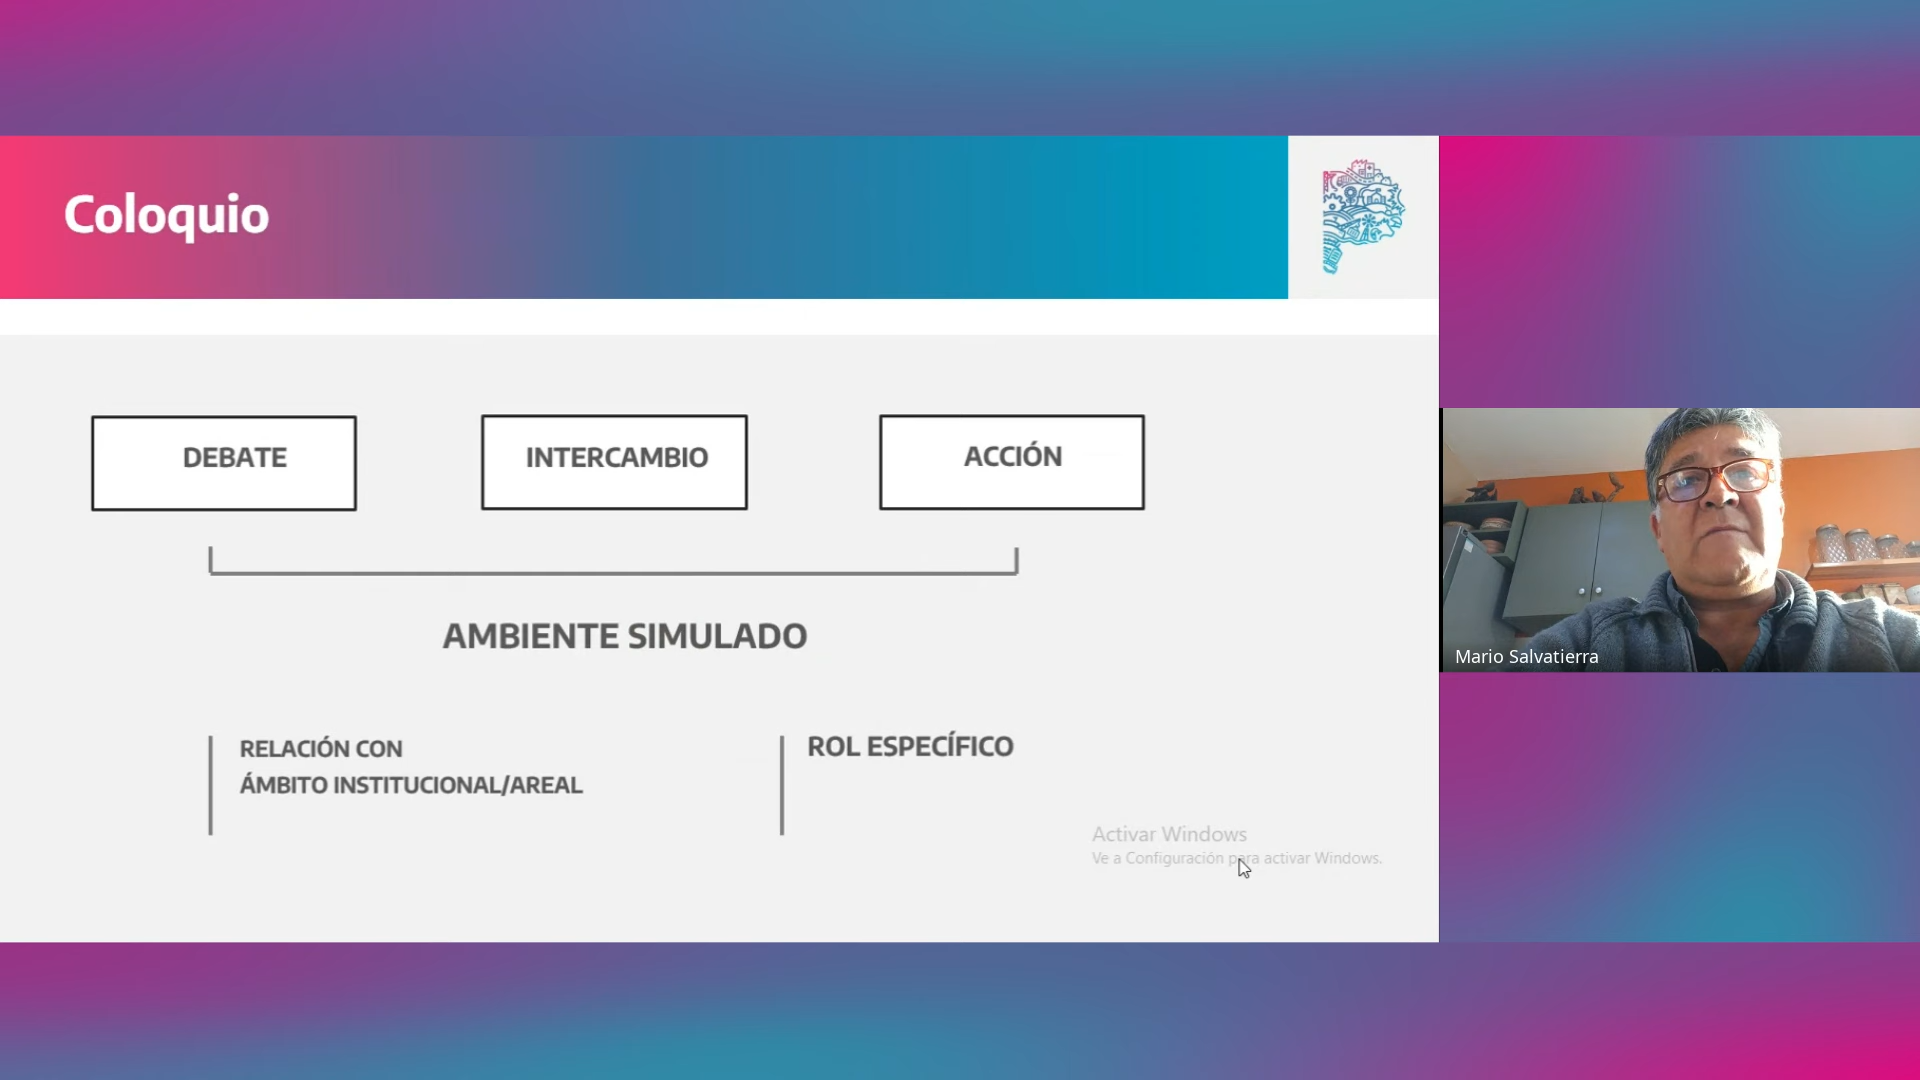 Coloquio
DEBATE
INTERCAMBIO
ACCIÓN
AMBIENTE SIMULADO
RELACIÓN CON
ÁMBITO INSTITUCIONAL/AREAL
ROL ESPECÍFICO
Activar Windows
Ve a Configuración para activar Windows.
Mario Salvatierra